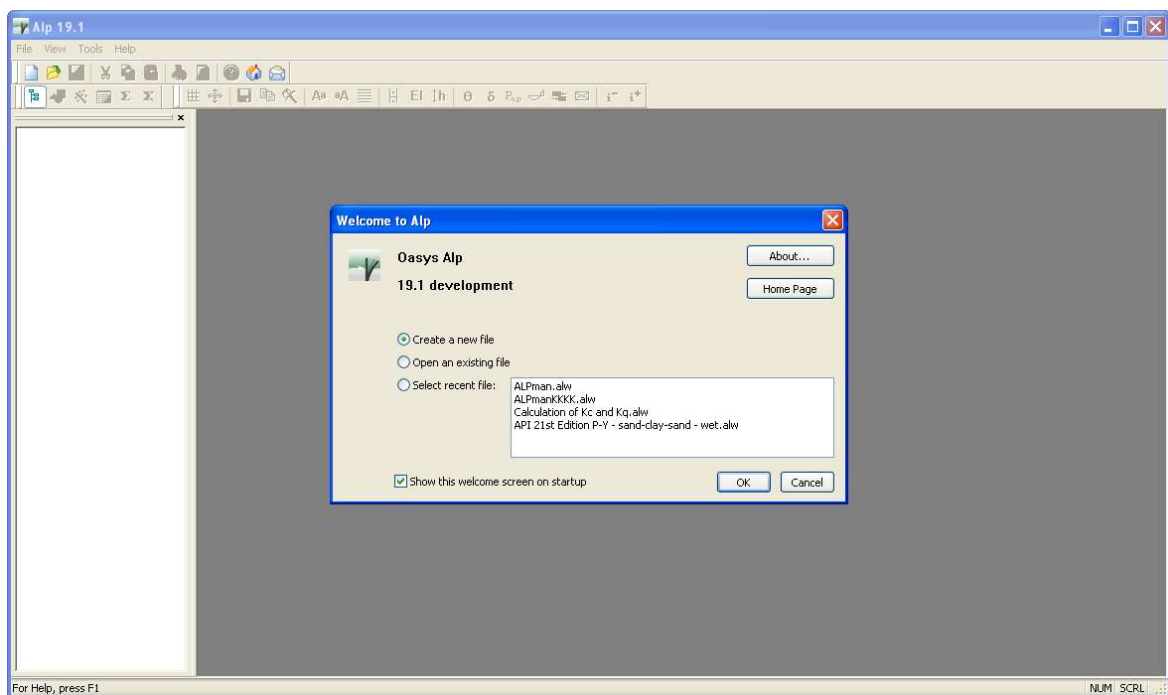 Alp 19.1
File View Tools Help
Aa aA EI h θ δ i⁻ i⁺
Welcome to Alp
Oasys Alp
About...
19.1 development
Home Page
Create a new file
Open an existing file
Select recent file:
ALPman.alw
ALPmanKKKK.alw
Calculation of Kc and Kq.alw
API 21st Edition P-Y - sand-clay-sand - wet.alw
Show this welcome screen on startup
OK Cancel
For Help, press F1
NUM SCRL